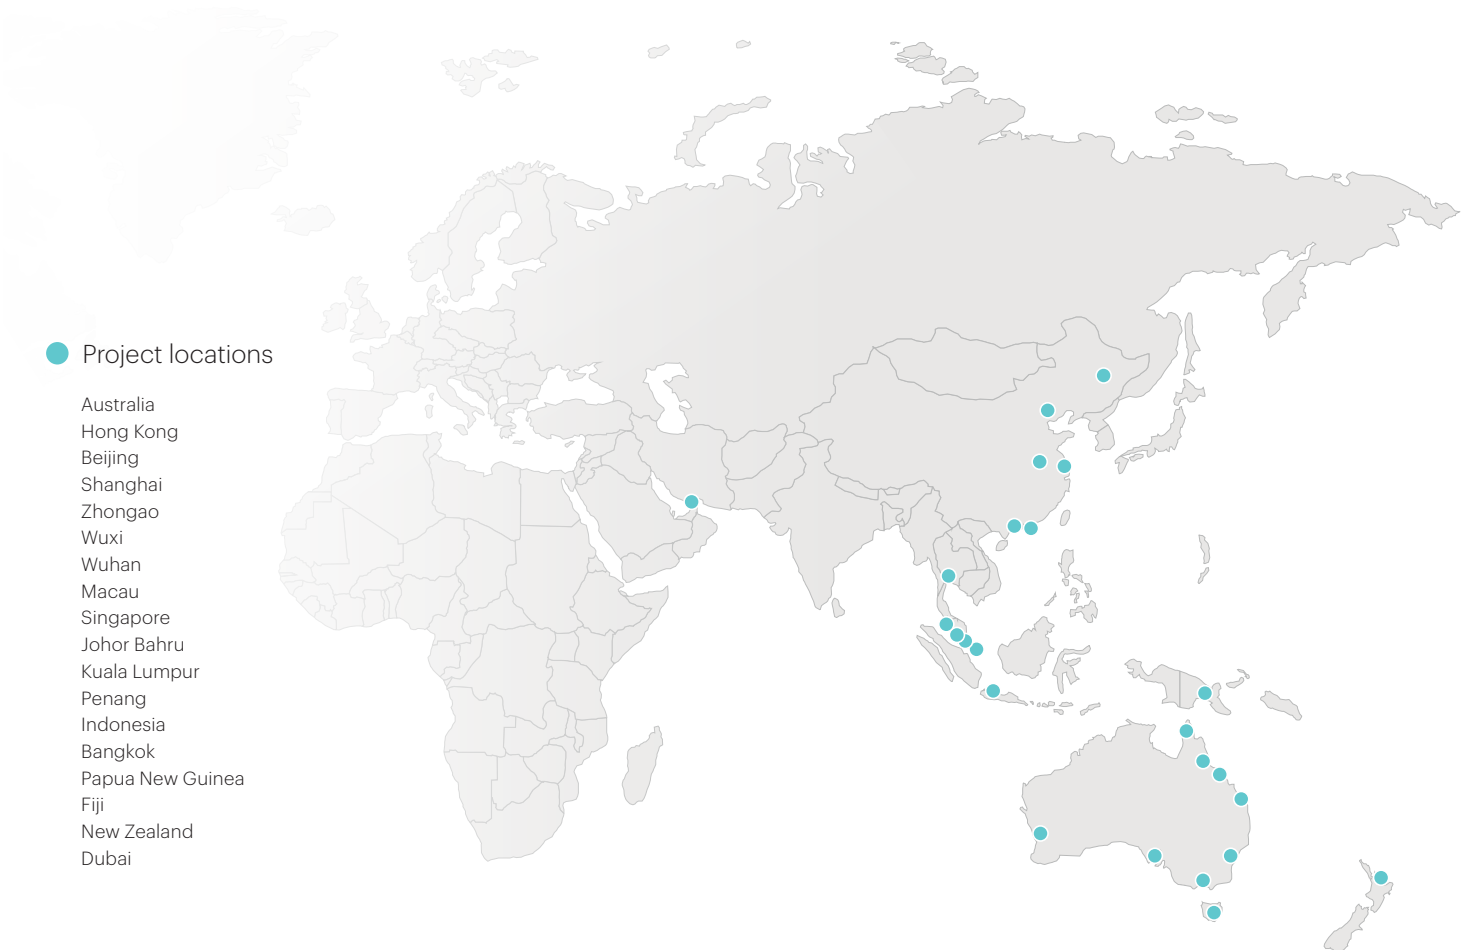 Project locations
Australia
Hong Kong
Beijing
Shanghai
Zhongao
Wuxi
Wuhan
Macau
Singapore
Johor Bahru
Kuala Lumpur
Penang
Indonesia
Bangkok
Papua New Guinea
Fiji
New Zealand
Dubai